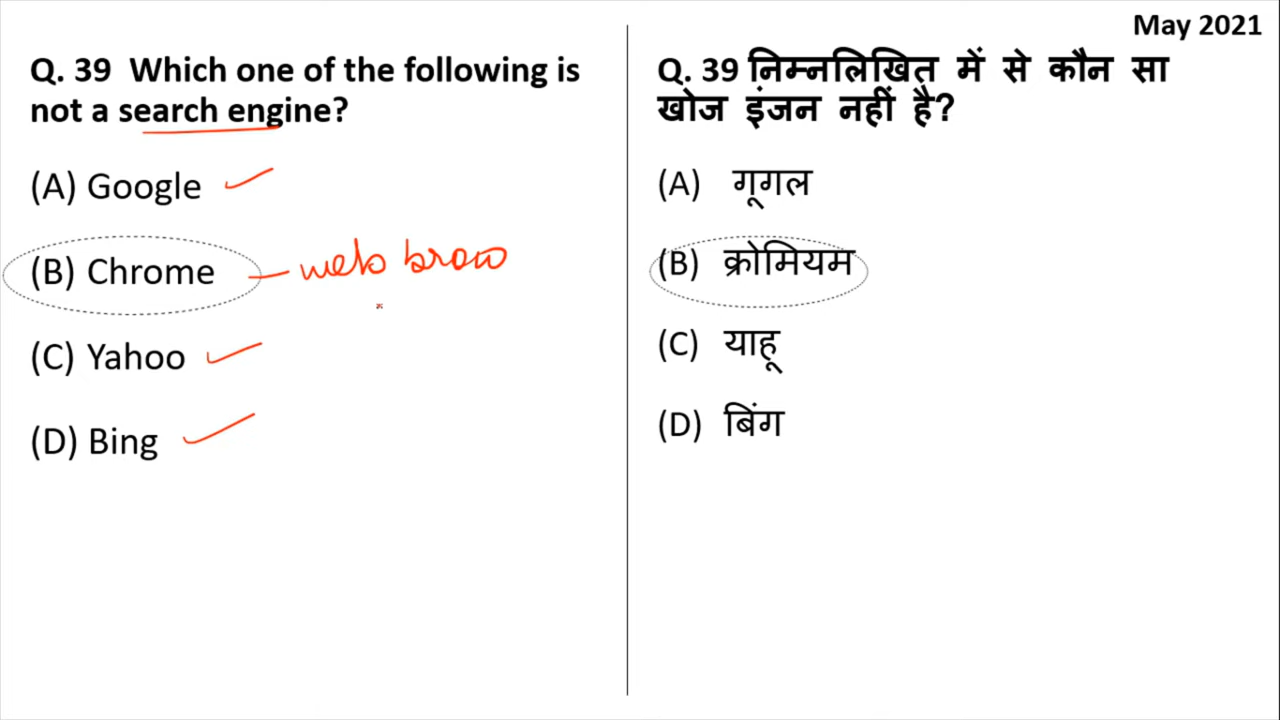 May 2021
Q. 39 Which one of the following is
not a search engine?
(A) Google
(B) Chrome
web brow
(C) Yahoo
(D) Bing
Q. 39 निम्नलिखित में से कौन सा
खोज इंजन नहीं है?
(A) गूगल
(B) क्रोमियम
(C) याहू
(D) बिंग